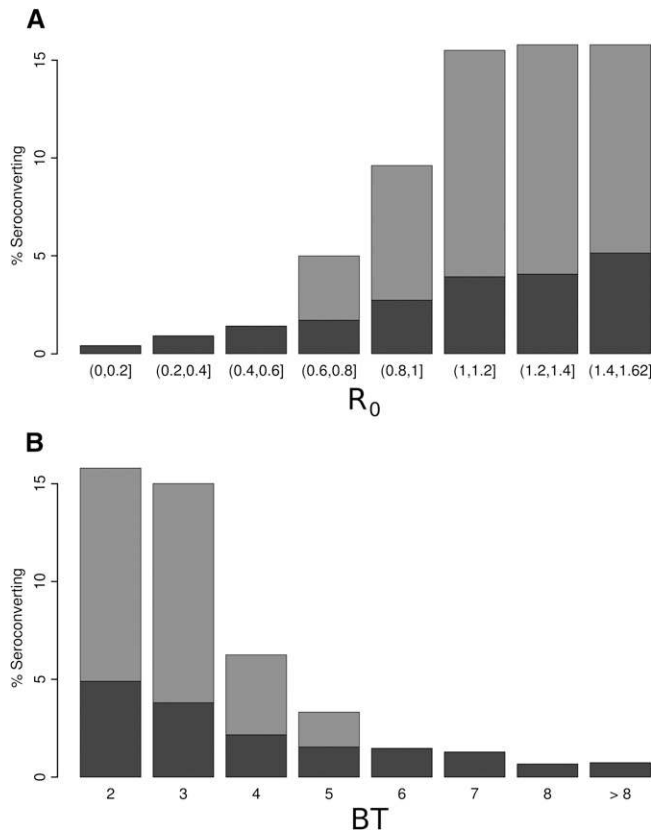 A
% Seroconverting
15
10
5
0
(0,0.2] (0.2,0.4] (0.4,0.6] (0.6,0.8] (0.8,1] (1,1.2] (1.2,1.4] (1.4,1.62]
R0
B
% Seroconverting
15
10
5
0
2 3 4 5 6 7 8 > 8
BT